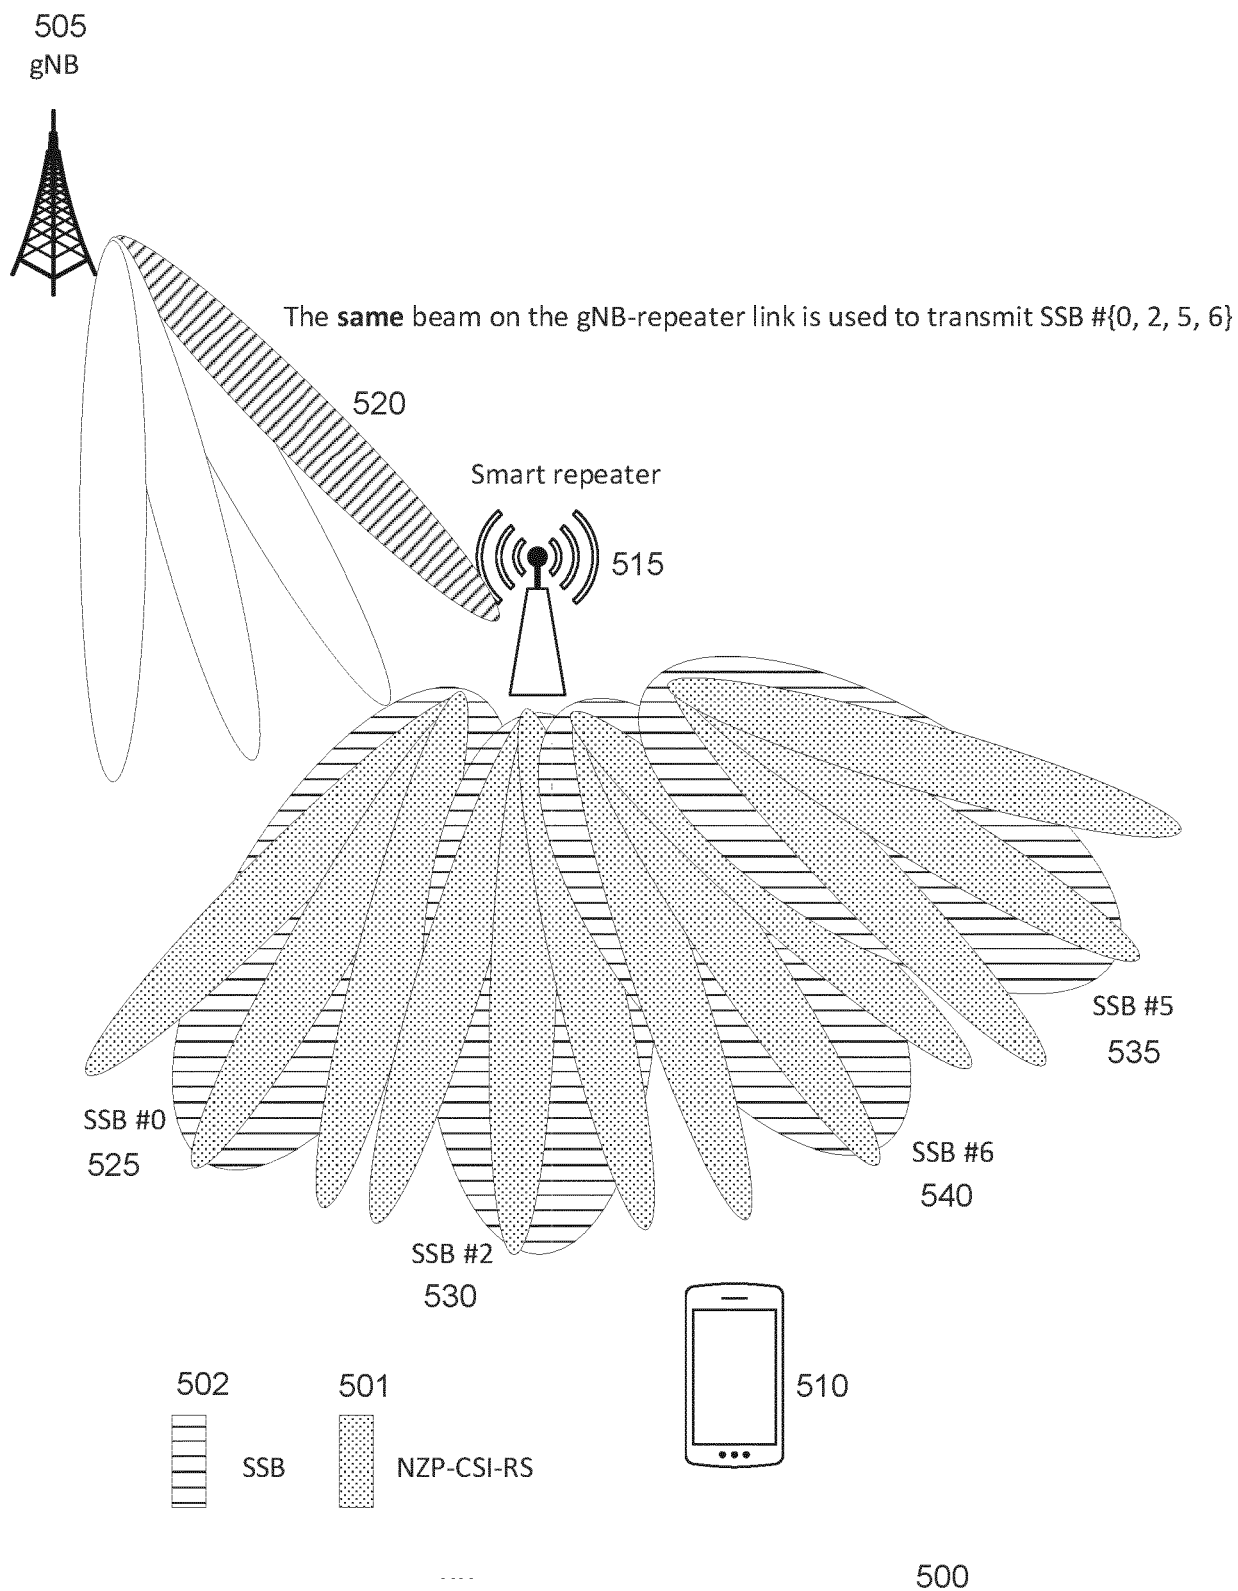 505
gNB
The same beam on the gNB-repeater link is used to transmit SSB #{0, 2, 5, 6}
520
Smart repeater
515
SSB #5
535
SSB #0
525
SSB #6
540
SSB #2
530
510
502
501
SSB
NZP-CSI-RS
500